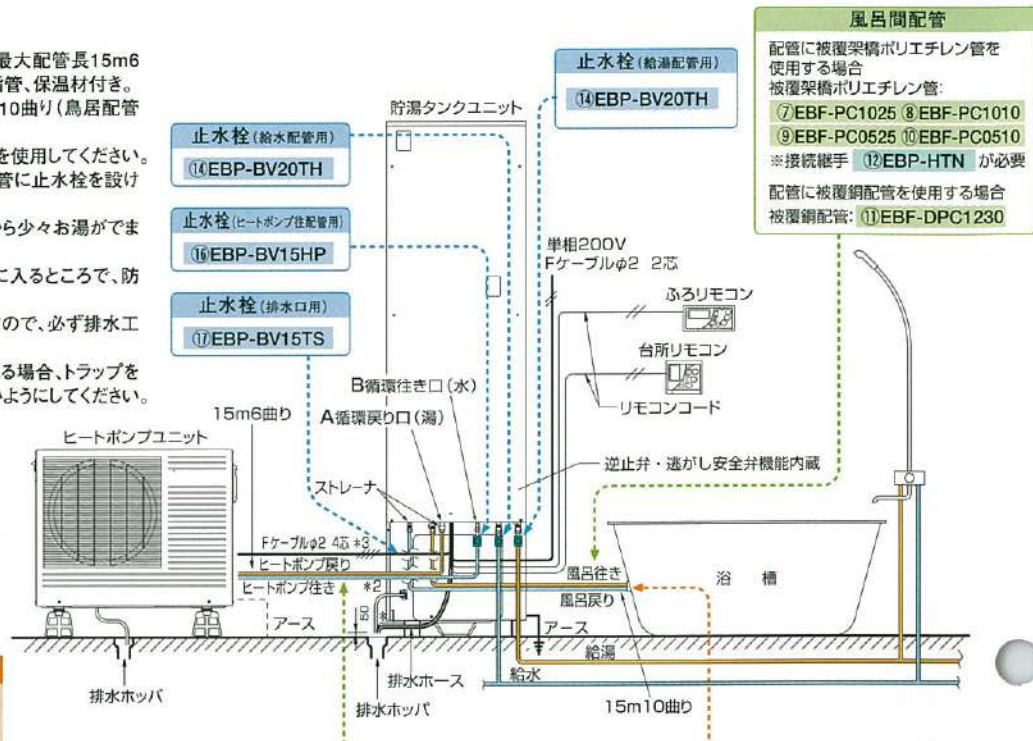 最大配管長15m6
管、保温材付き。
10曲り（鳥居配管
を使用してください。
管に止水栓を設け
ら少々お湯がでま
に入るところで、防
ので、必ず排水工
る場合、トラップを
ようにしてください。
風呂間配管
配管に被覆架橋ポリエチレン管を
使用する場合
被覆架橋ポリエチレン管:
⑦EBF-PC1025 ⑧EBF-PC1010
⑨EBF-PC0525 ⑩EBF-PC0510
※接続継手 ⑫EBP-HTN が必要
配管に被覆銅配管を使用する場合
被覆銅配管: ⑪EBF-DPC1230
止水栓(給湯配管用)
⑭EBP-BV20TH
貯湯タンクユニット
止水栓(給水配管用)
⑭EBP-BV20TH
止水栓(ヒートポンプ往配管用)
⑯EBP-BV15HP
止水栓(排水口用)
⑰EBP-BV15TS
単相200V
Fケーブルφ2 2芯
ふろリモコン
台所リモコン
リモコンコード
B循環往き口(水)
A循環戻り口(湯)
15m6曲り
ヒートポンプユニット
逆止弁・逃がし安全弁機能内蔵
ストレーナ
Fケーブルφ2 4芯 *3
ヒートポンプ戻り
ヒートポンプ往き
*2
風呂往き
風呂戻り
浴槽
50
アース
アース
給湯
給水
排水ホッパ
排水ホース
排水ホッパ
15m10曲り